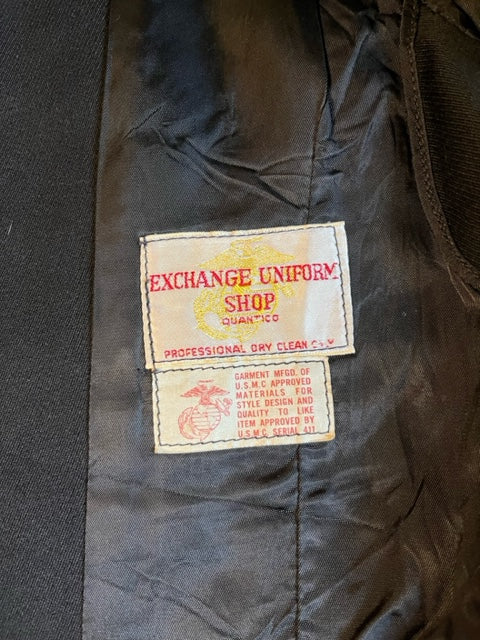 EXCHANGE UNIFORM
SHOP
QUANTICO
PROFESSIONAL DRY CLEAN
GARMENT MFGD. OF
U.S.M.C APPROVED
MATERIALS FOR
STYLE DESIGN AND
QUALITY TO LIKE
ITEM APPROVED BY
U.S.M.C. SERIAL 411